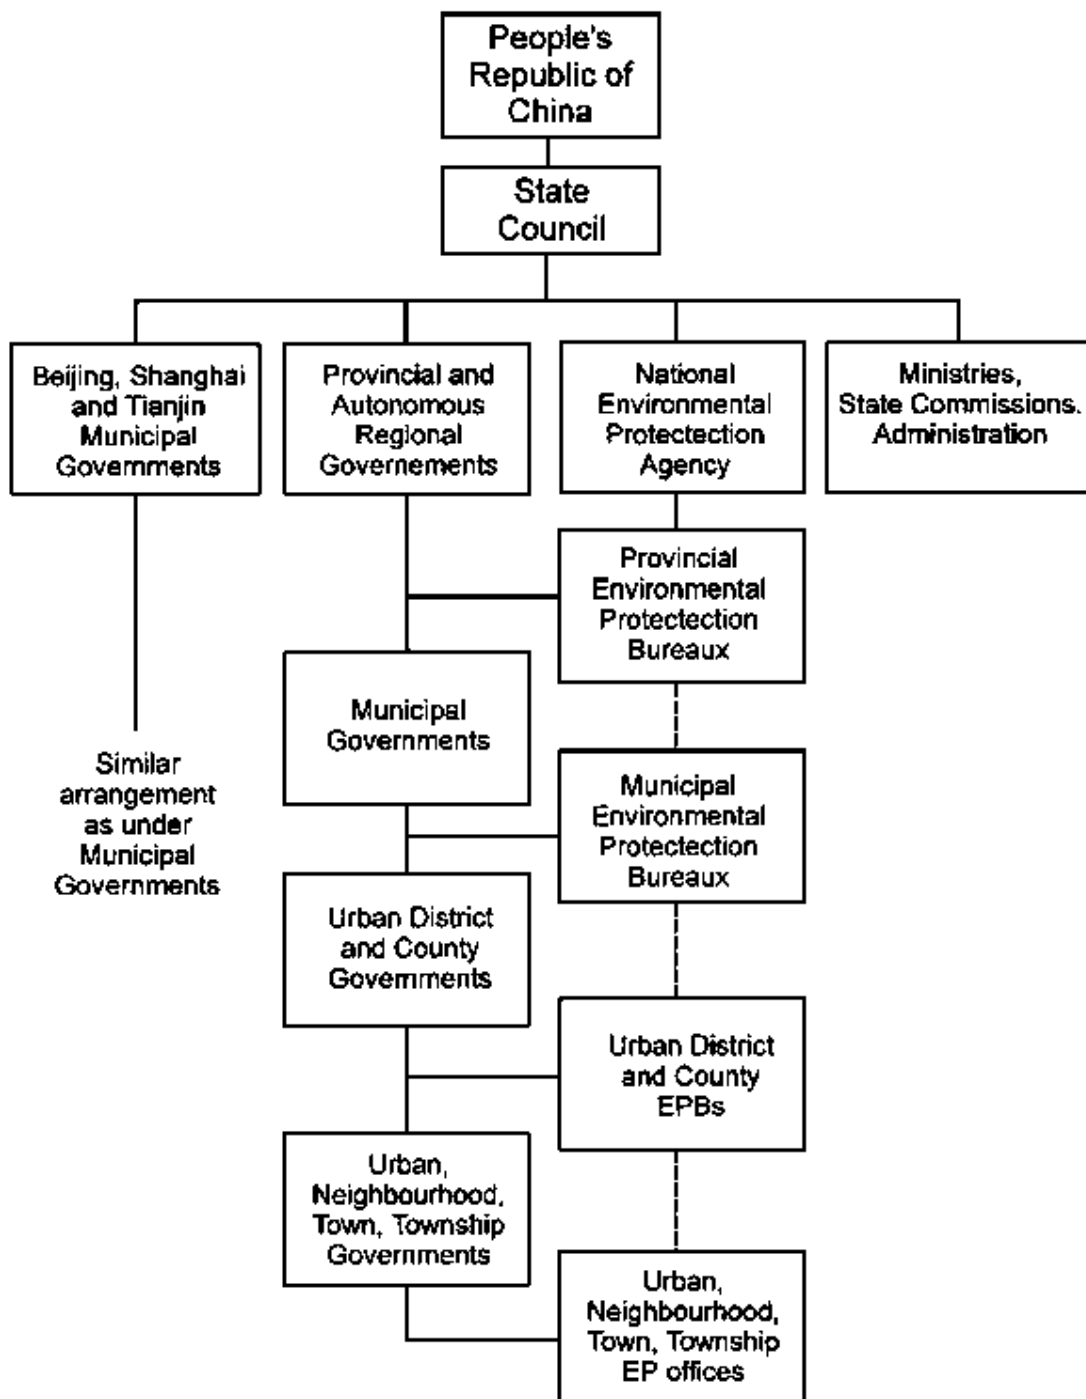 People's
Republic of
China
State
Council
Beijing, Shanghai
and Tianjin
Municipal
Governments
Provincial and
Autonomous
Regional
Governements
National
Environmental
Protectection
Agency
Ministries,
State Commissions.
Administration
Provincial
Environmental
Protectection
Bureaux
Municipal
Governments
Similar
arrangement
as under
Municipal
Governments
Municipal
Environmental
Protectection
Bureaux
Urban District
and County
Governments
Urban District
and County
EPBs
Urban,
Neighbourhood,
Town, Township
Governments
Urban,
Neighbourhood,
Town, Township
EP offices